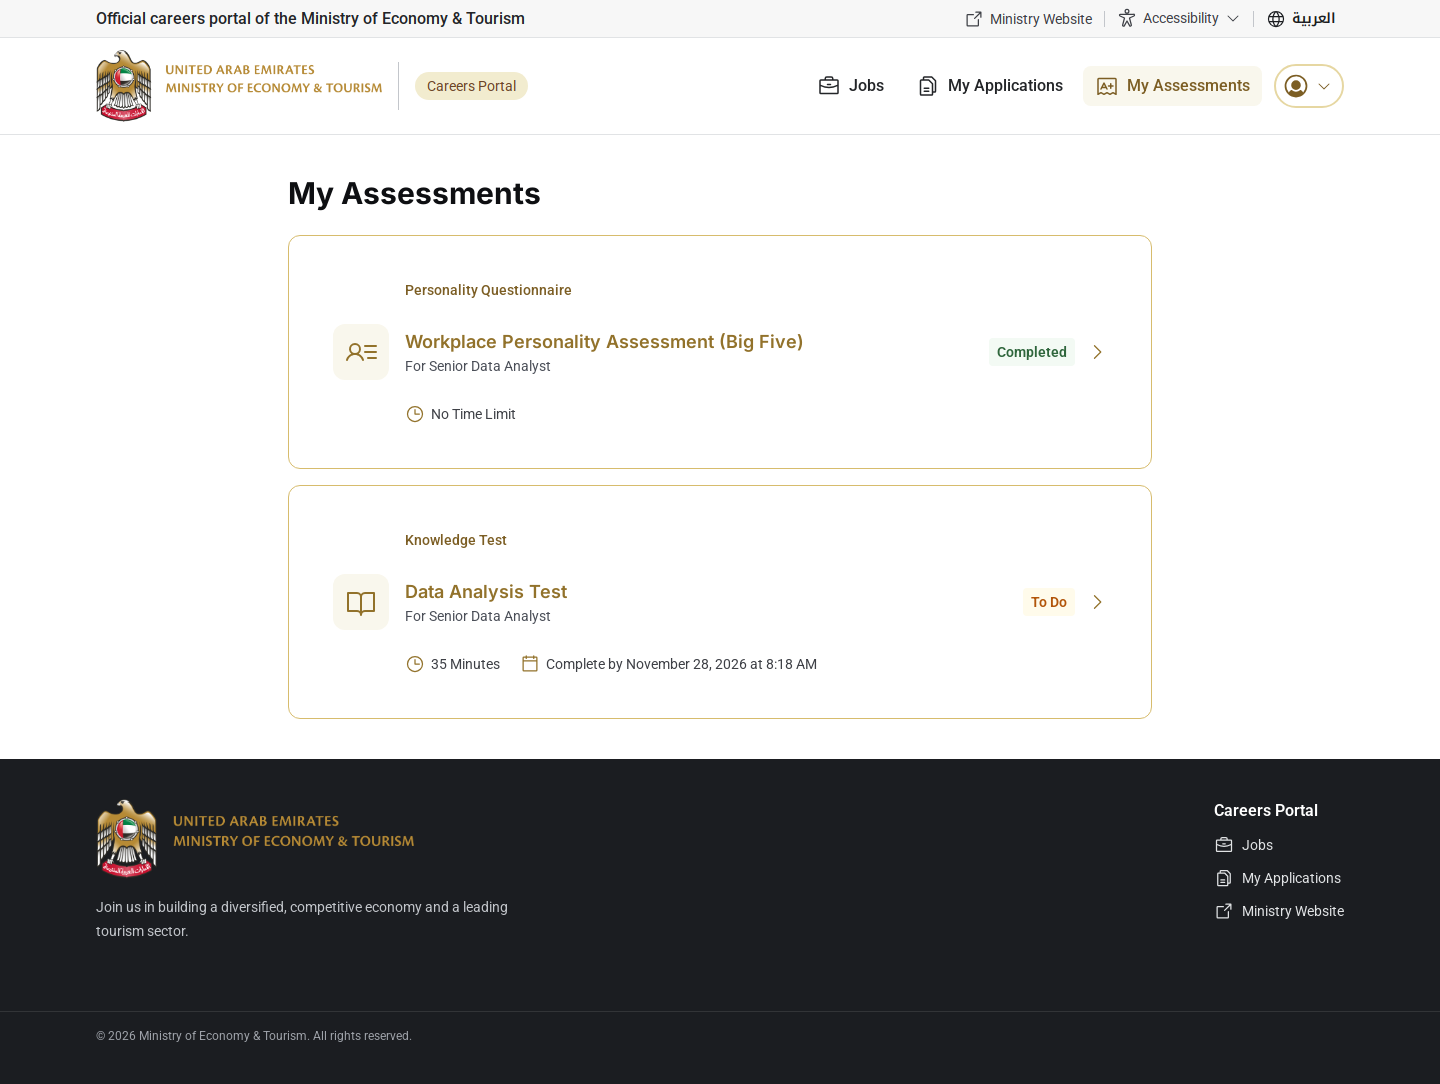 Official careers portal of the Ministry of Economy & Tourism
Ministry Website
Accessibility
العربية
UNITED ARAB EMIRATES
MINISTRY OF ECONOMY & TOURISM
Careers Portal
Jobs
My Applications
My Assessments
My Assessments
Personality Questionnaire
Workplace Personality Assessment (Big Five)
For Senior Data Analyst
Completed
No Time Limit
Knowledge Test
Data Analysis Test
For Senior Data Analyst
To Do
35 Minutes
Complete by November 28, 2026 at 8:18 AM
UNITED ARAB EMIRATES
MINISTRY OF ECONOMY & TOURISM
Join us in building a diversified, competitive economy and a leading
tourism sector.
Careers Portal
Jobs
My Applications
Ministry Website
© 2026 Ministry of Economy & Tourism. All rights reserved.